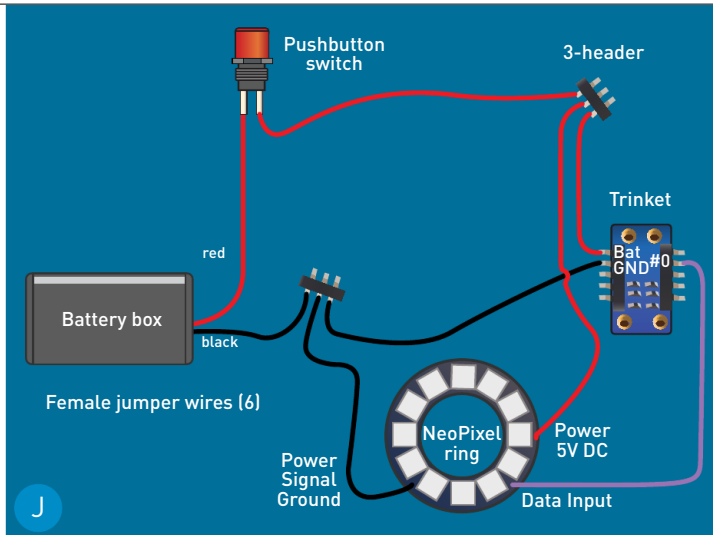 Pushbutton
switch
3-header
Trinket
Bat
GND
#0
red
Battery box
black
Female jumper wires (6)
NeoPixel
ring
Power
5V DC
Power
Signal
Ground
Data Input
J